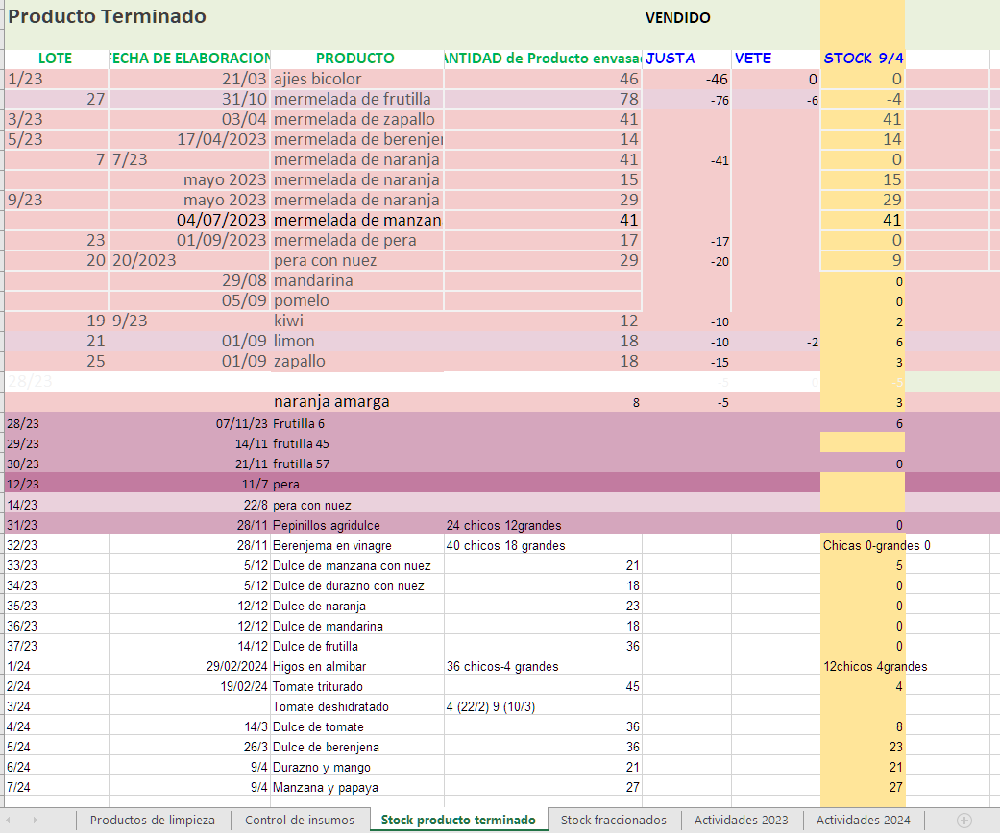 Producto Terminado VENDIDO
LOTE FECHA DE ELABORACION PRODUCTO ANTIDAD de Producto envasa JUSTA VETE STOCK 9/4
1/23 21/03 ajies bicolor 46 -46 0 0
27 31/10 mermelada de frutilla 78 -76 -6 -4
3/23 03/04 mermelada de zapallo 41 41
5/23 17/04/2023 mermelada de berenjer 14 14
7 7/23 mermelada de naranja 41 -41 0
mayo 2023 mermelada de naranja 15 15
9/23 mayo 2023 mermelada de naranja 29 29
04/07/2023 mermelada de manzan 41 41
23 01/09/2023 mermelada de pera 17 -17 0
20 20/2023 pera con nuez 29 -20 9
29/08 mandarina 0
05/09 pomelo 0
19 9/23 kiwi 12 -10 2
21 01/09 limon 18 -10 -2 6
25 01/09 zapallo 18 -15 3
28/23 -5 0 -5
naranja amarga 8 -5 3
28/23 07/11/23 Frutilla 6 6
29/23 14/11 frutilla 45
30/23 21/11 frutilla 57 0
12/23 11/7 pera
14/23 22/8 pera con nuez
31/23 28/11 Pepinillos agridulce 24 chicos 12grandes 0
32/23 28/11 Berenjema en vinagre 40 chicos 18 grandes Chicas 0-grandes 0
33/23 5/12 Dulce de manzana con nuez 21 5
34/23 5/12 Dulce de durazno con nuez 18 0
35/23 12/12 Dulce de naranja 23 0
36/23 12/12 Dulce de mandarina 18 0
37/23 14/12 Dulce de frutilla 36 0
1/24 29/02/2024 Higos en almibar 36 chicos-4 grandes 12chicos 4grandes
2/24 19/02/24 Tomate triturado 45 4
3/24 Tomate deshidratado 4 (22/2) 9 (10/3)
4/24 14/3 Dulce de tomate 36 8
5/24 26/3 Dulce de berenjena 36 23
6/24 9/4 Durazno y mango 21 21
7/24 9/4 Manzana y papaya 27 27
Productos de limpieza Control de insumos Stock producto terminado Stock fraccionados Actividades 2023 Actividades 2024